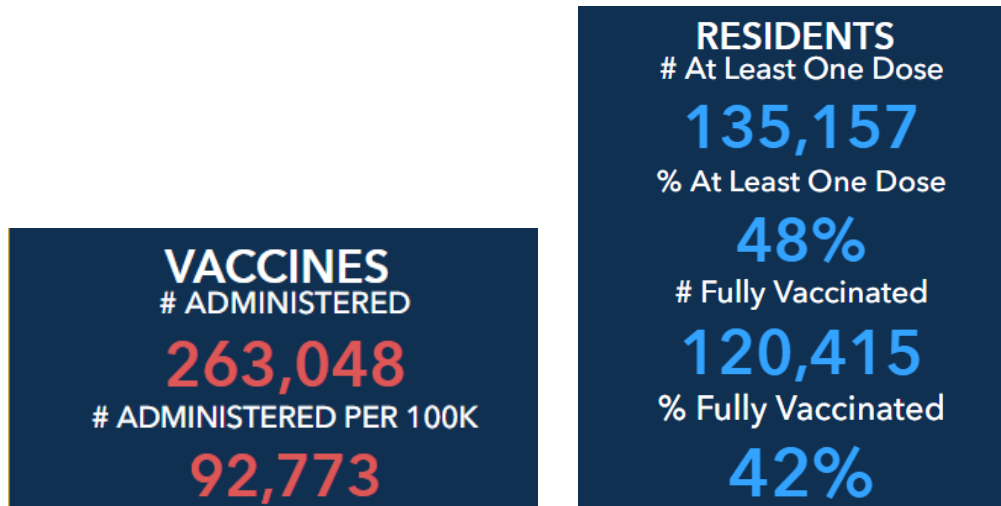 VACCINES
# ADMINISTERED
263,048
# ADMINISTERED PER 100K
92,773
RESIDENTS
# At Least One Dose
135,157
% At Least One Dose
48%
# Fully Vaccinated
120,415
% Fully Vaccinated
42%